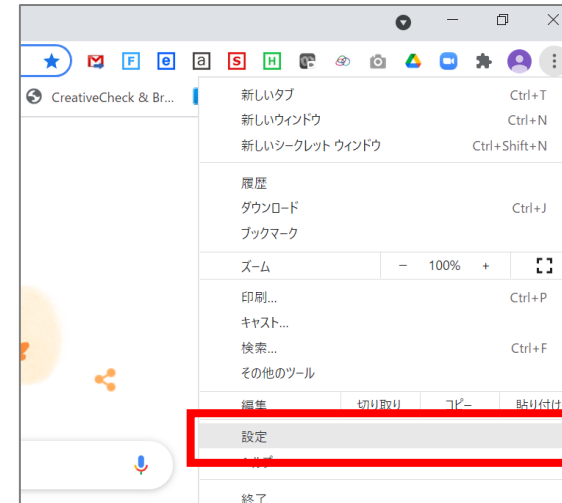 F e a S H
CreativeCheck & Br...
新しいタブ Ctrl+T
新しいウィンドウ Ctrl+N
新しいシークレット ウィンドウ Ctrl+Shift+N
履歴
ダウンロード Ctrl+J
ブックマーク
ズーム − 100% +
印刷... Ctrl+P
キャスト...
検索... Ctrl+F
その他のツール
編集 切り取り コピー 貼り付け
設定
ヘルプ
終了